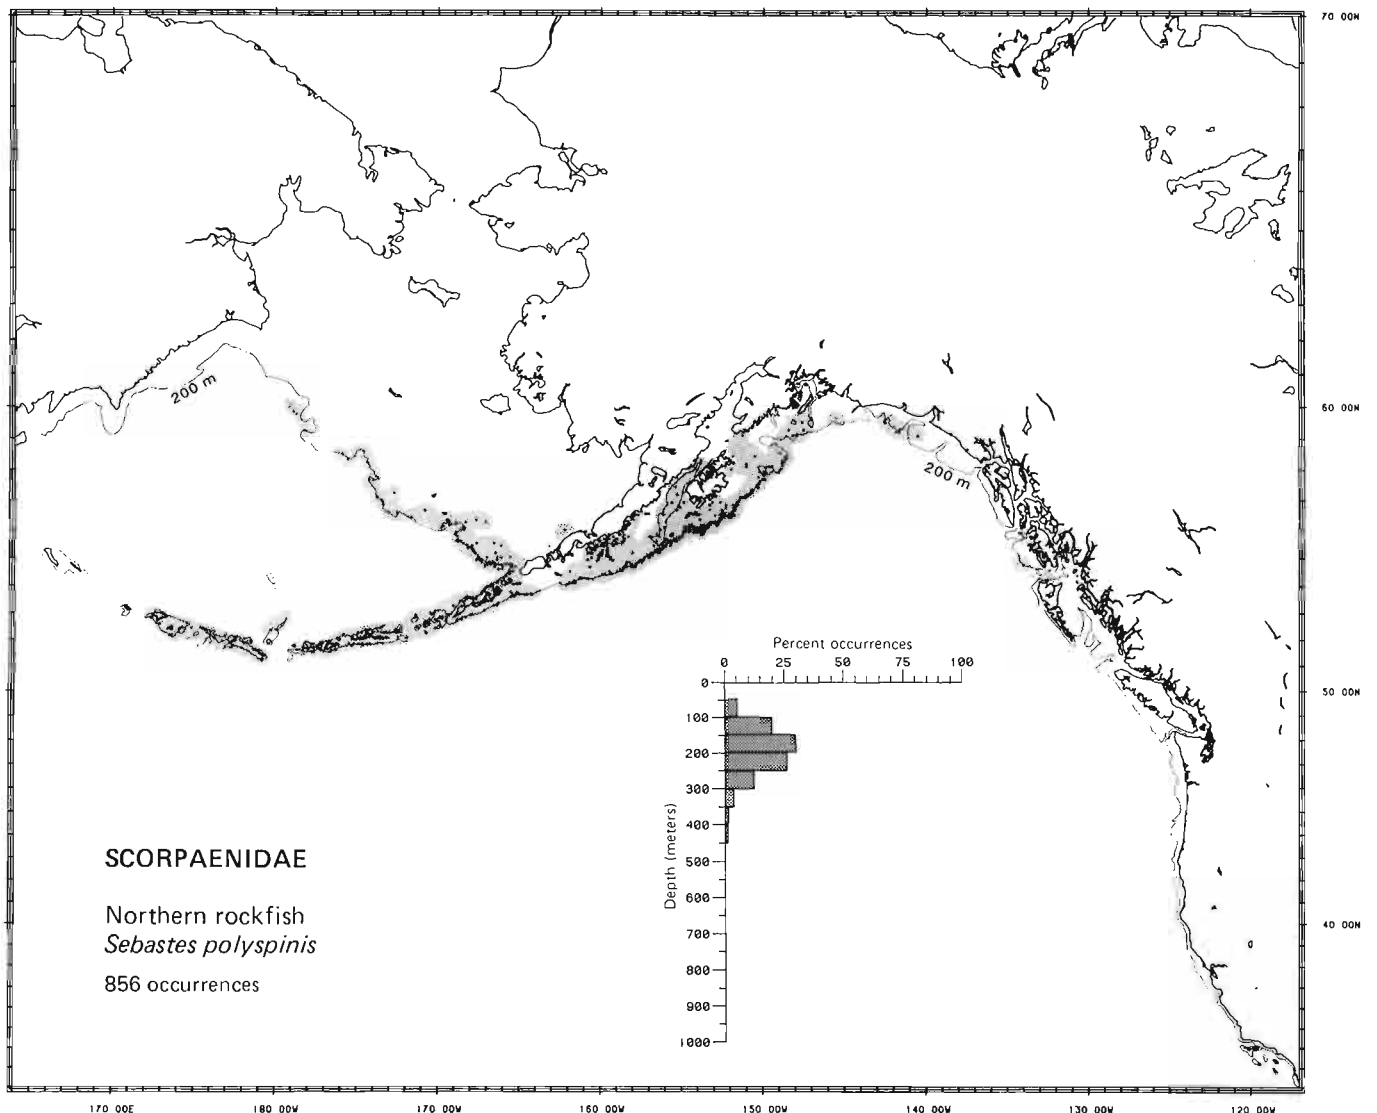 70 00N
200 m
60 00N
200 m
Percent occurrences
0 25 50 75 100
0
50 00N
100
200
300
400
500
600
700
800
900
1000
Depth (meters)
SCORPAENIDAE
Northern rockfish
Sebastes polyspinis
856 occurrences
40 00N
170 00E 180 00W 170 00W 160 00W 150 00W 140 00W 130 00W 120 00W